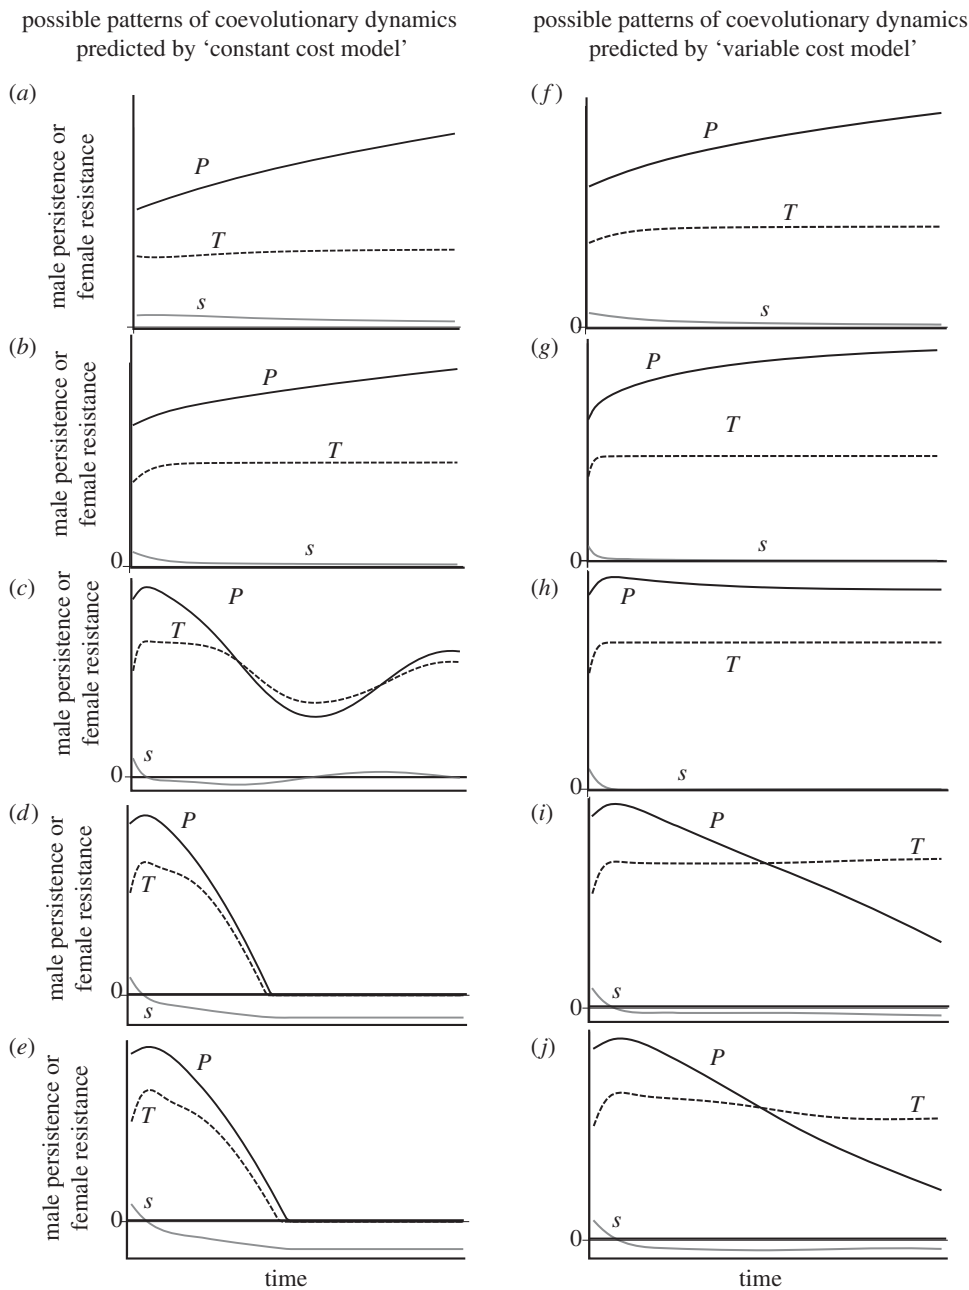 possible patterns of coevolutionary dynamics
predicted by ‘constant cost model’
possible patterns of coevolutionary dynamics
predicted by ‘variable cost model’
(a)
male persistence or
female resistance
P
T
s
(f)
P
T
s
0
(b)
male persistence or
female resistance
P
T
s
0
(g)
P
T
s
0
(c)
male persistence or
female resistance
P
T
s
0
(h)
P
T
s
0
(d)
male persistence or
female resistance
P
T
0
s
(i)
P
T
s
0
(e)
male persistence or
female resistance
P
T
s
0
time
(j)
P
T
s
0
time